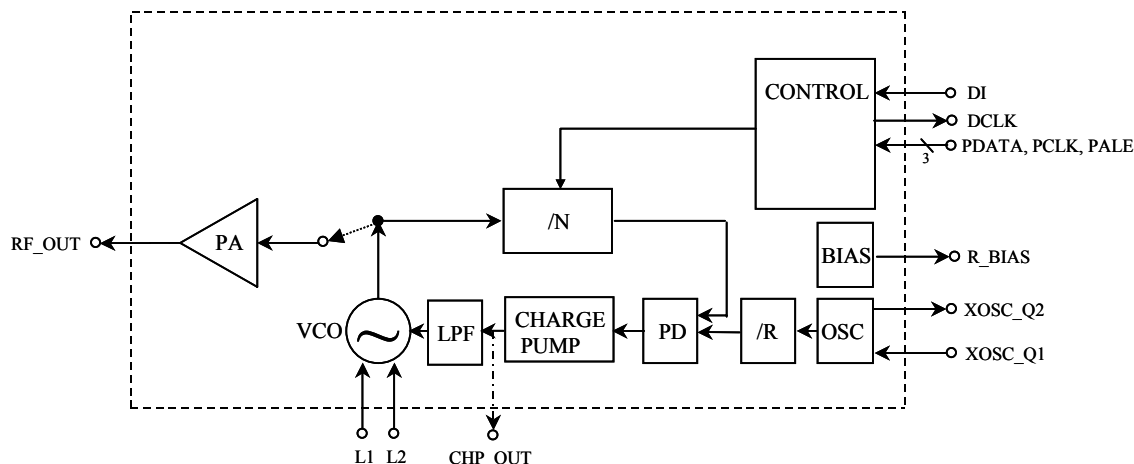 CONTROL
DI
DCLK
PDATA, PCLK, PALE
3
/N
RF_OUT
PA
BIAS
R_BIAS
VCO
LPF
CHARGE
PUMP
PD
/R
OSC
XOSC_Q2
XOSC_Q1
L1
L2
CHP_OUT